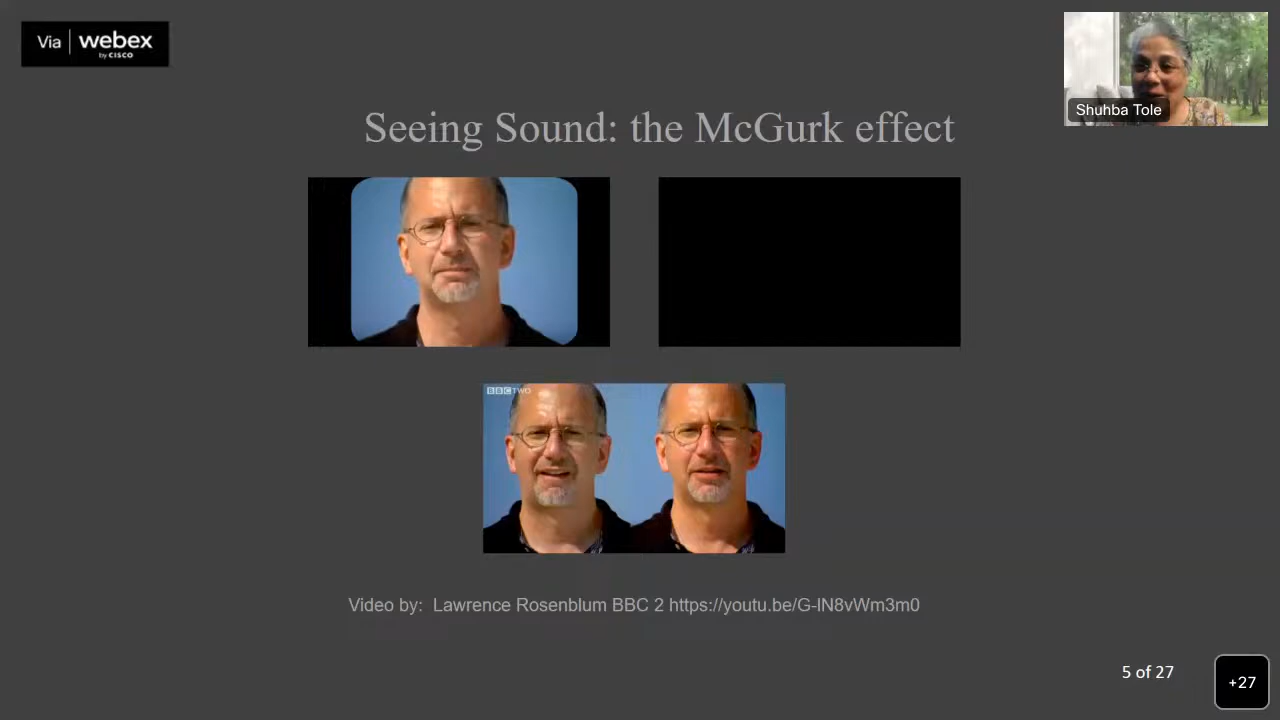 Via | webex
by CISCO
Shuhba Tole
Seeing Sound: the McGurk effect
BBC TWO
Video by: Lawrence Rosenblum BBC 2 https://youtu.be/G-lN8vWm3m0
5 of 27
+27